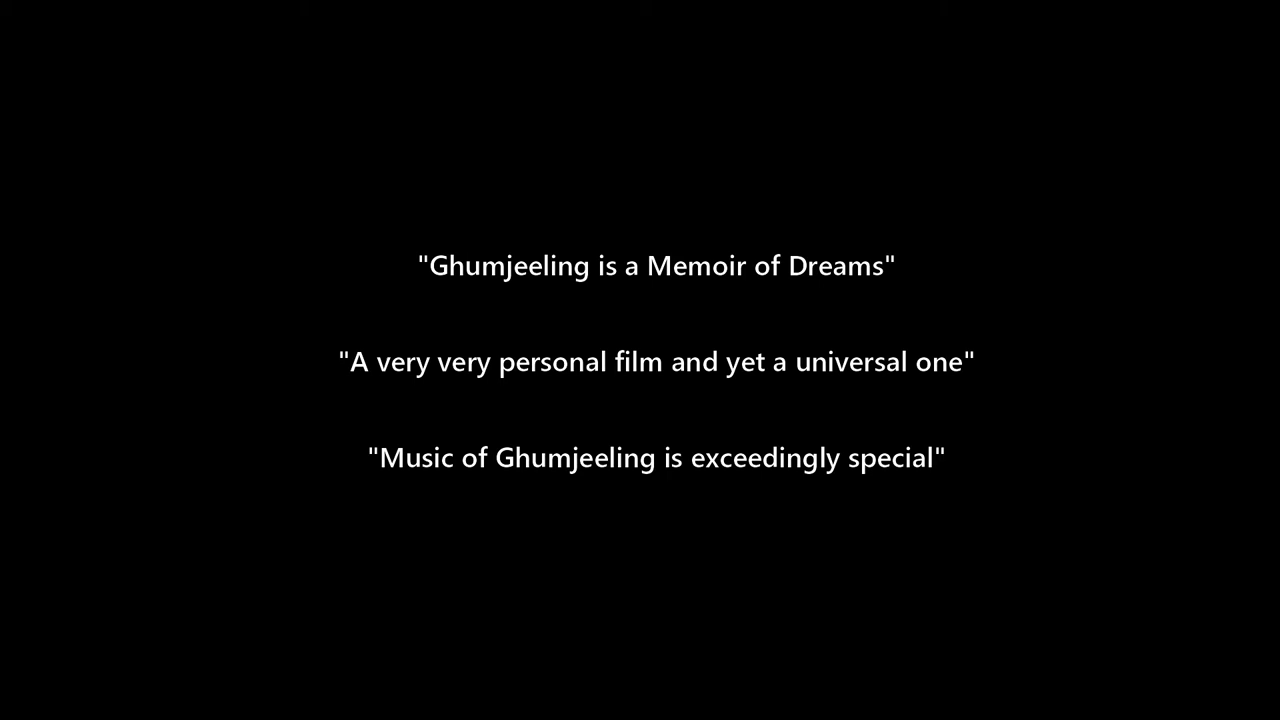 "Ghumjeeling is a Memoir of Dreams"
"A very very personal film and yet a universal one"
"Music of Ghumjeeling is exceedingly special"